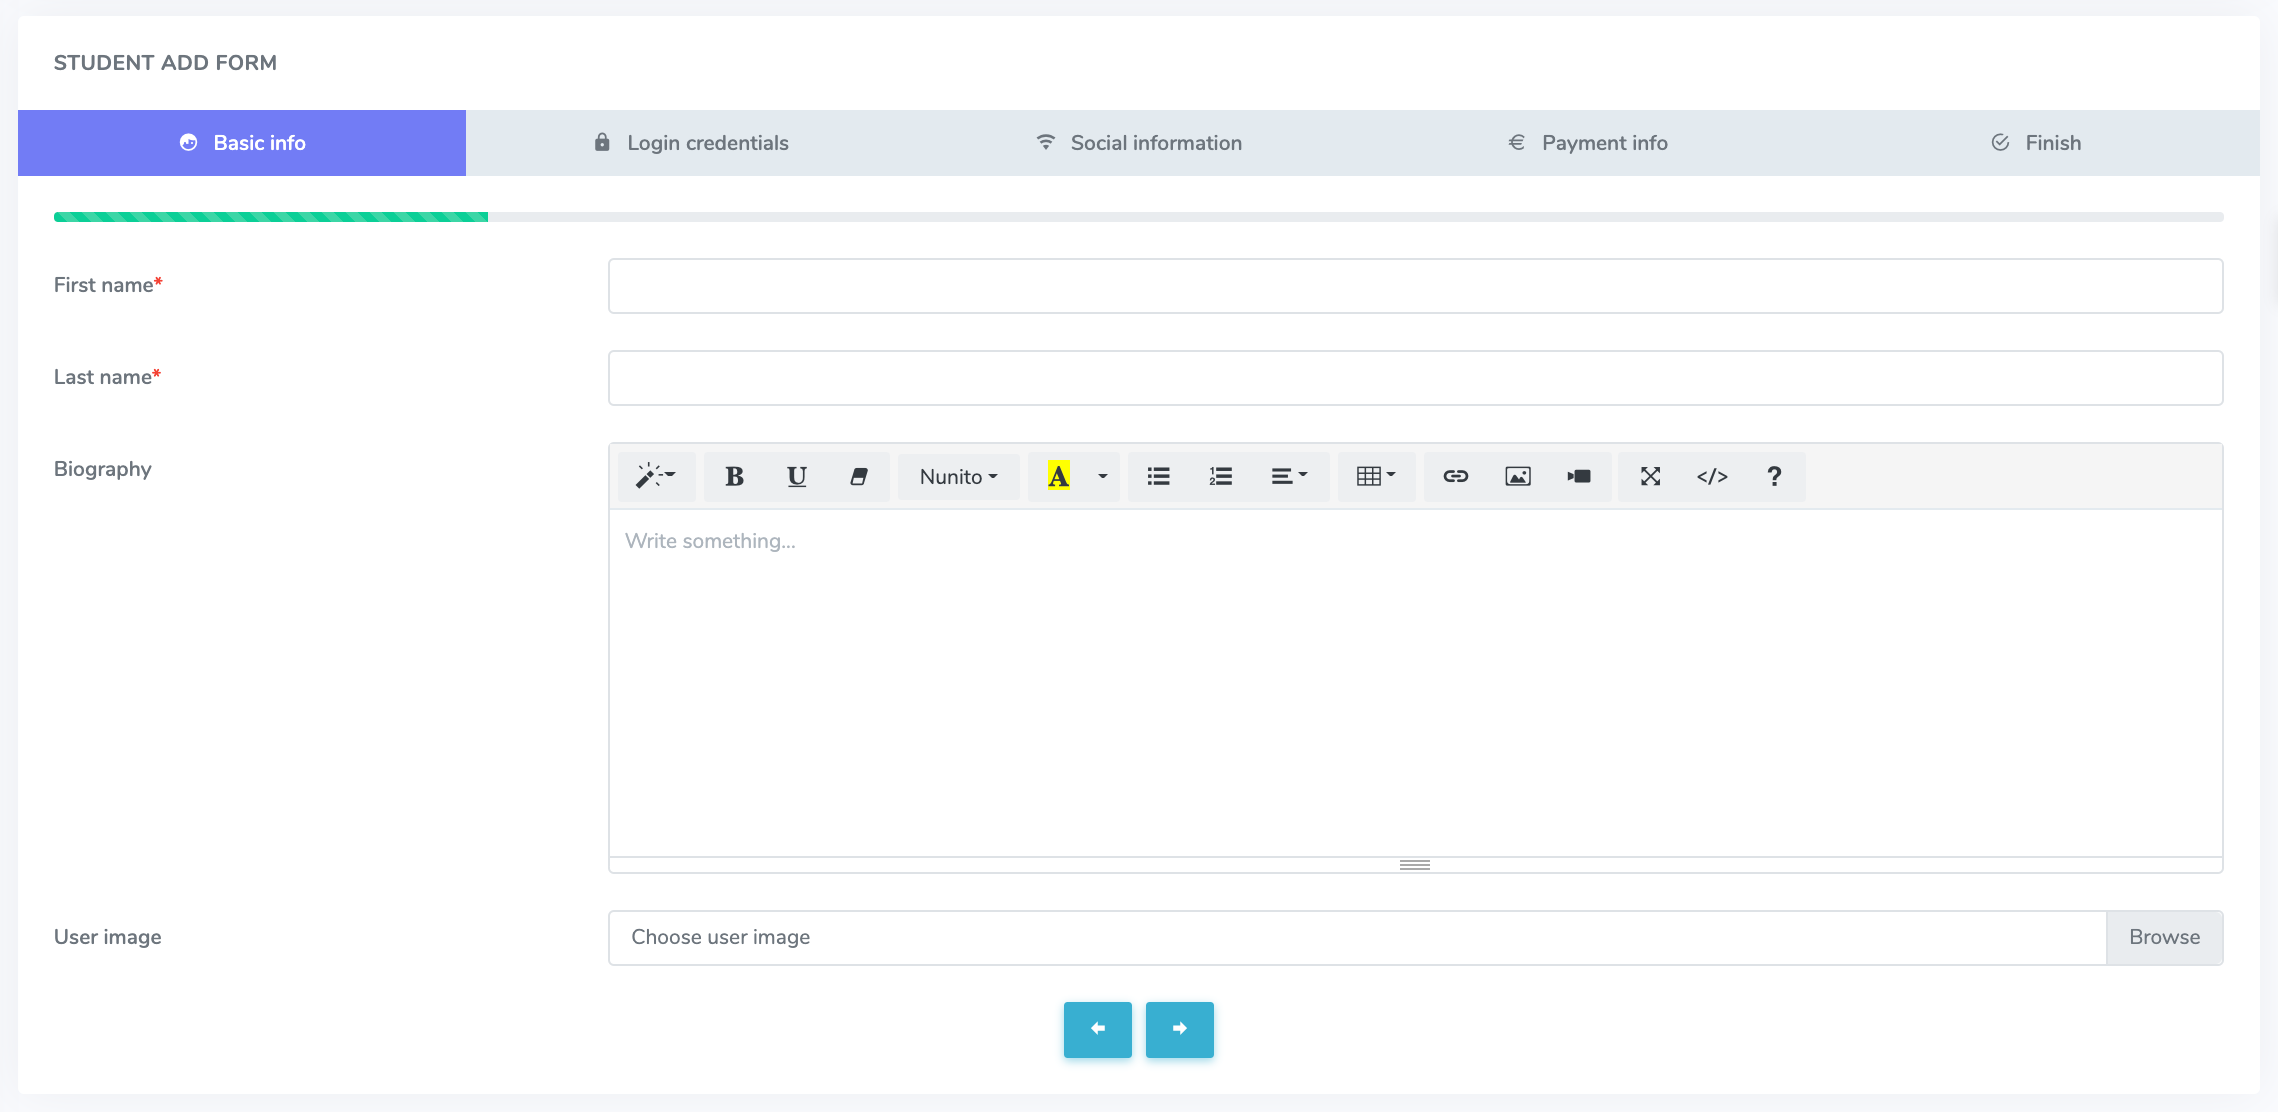 STUDENT ADD FORM
Basic info
Login credentials
Social information
€ Payment info
Finish
First name*
Last name*
Biography
B U Nunito A </> ?
Write something...
User image
Choose user image
Browse